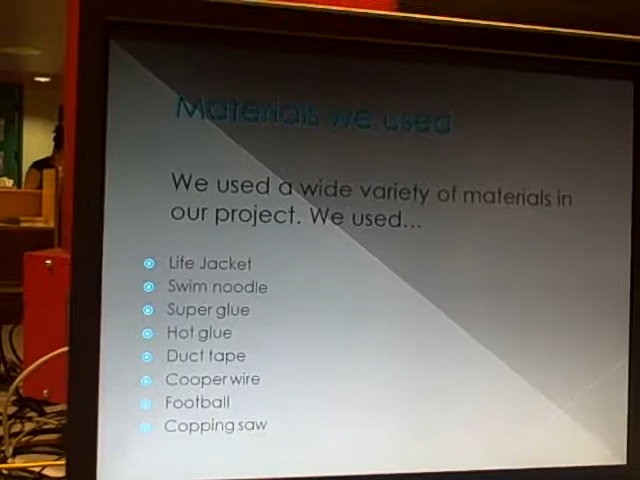 Materials we used
We used a wide variety of materials in
our project. We used...
Life Jacket
Swim noodle
Super glue
Hot glue
Duct tape
Cooper wire
Football
Copping saw